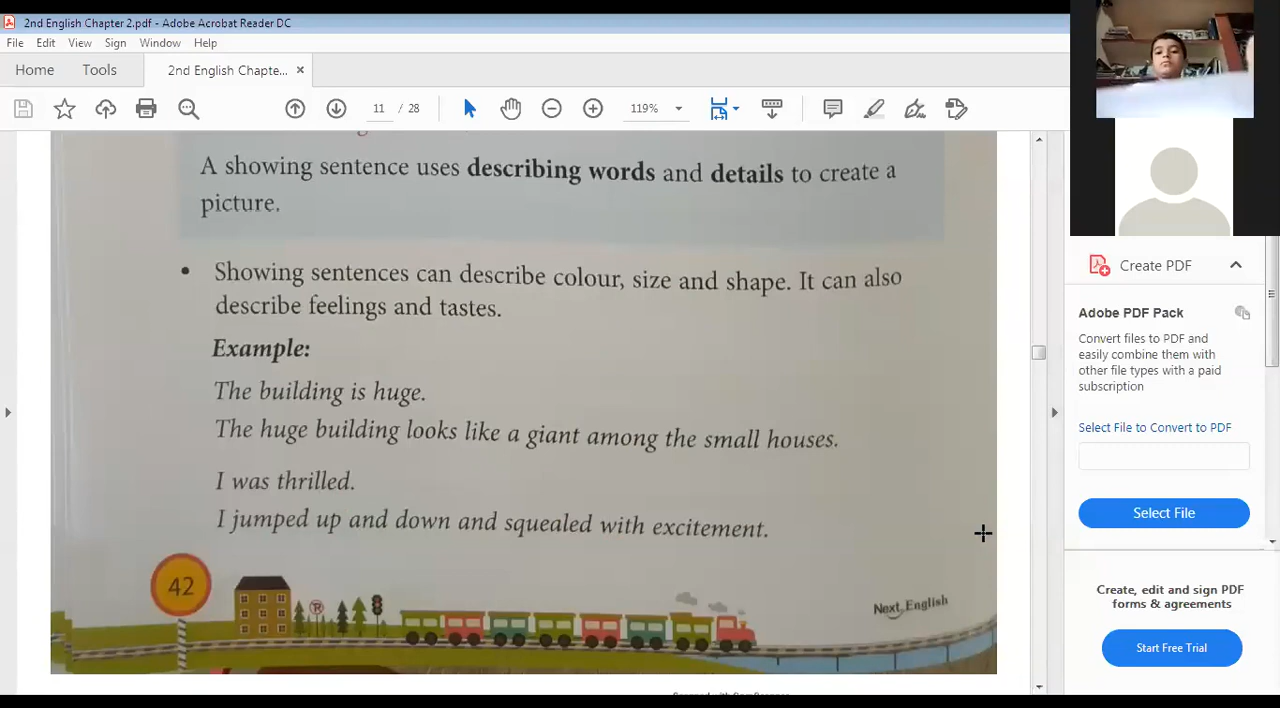 2nd English Chapter 2.pdf - Adobe Acrobat Reader DC
File Edit View Sign Window Help
Home Tools 2nd English Chapte... ×
11 / 28 119%
A showing sentence uses describing words and details to create a
picture.
• Showing sentences can describe colour, size and shape. It can also
describe feelings and tastes.
Example:
The building is huge.
The huge building looks like a giant among the small houses.
I was thrilled.
I jumped up and down and squealed with excitement.
42
Next English
Create PDF
Adobe PDF Pack
Convert files to PDF and
easily combine them with
other file types with a paid
subscription
Select File to Convert to PDF
Select File
Create, edit and sign PDF
forms & agreements
Start Free Trial